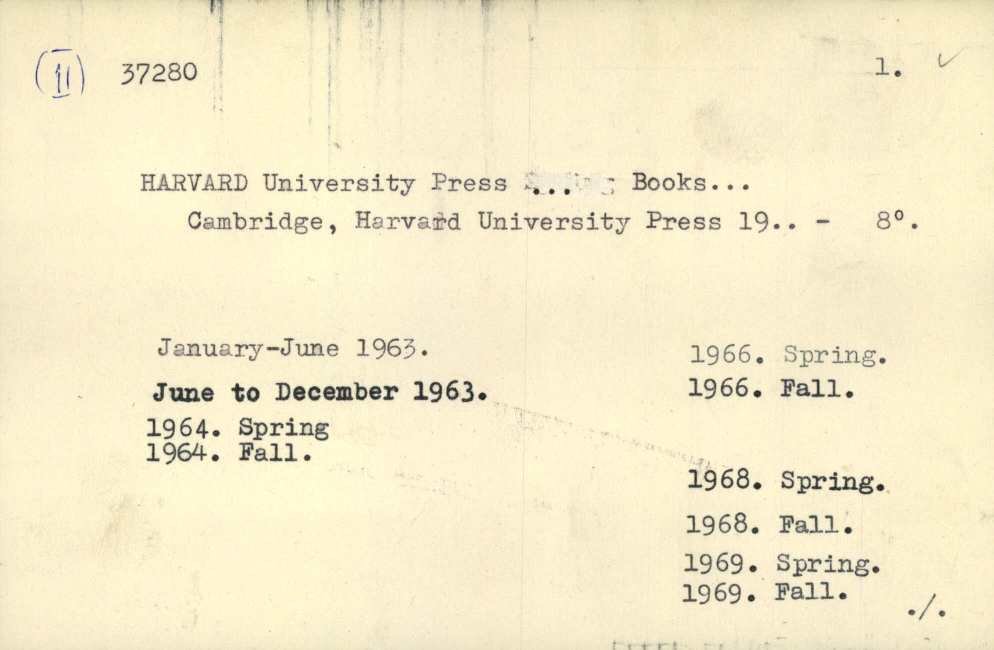 (II) 37280 1. ✓
HARVARD University Press ... Books...
Cambridge, Harvard University Press 19.. - 8°.
January-June 1963.
June to December 1963.
1964. Spring
1964. Fall.
1966. Spring.
1966. Fall.
1968. Spring.
1968. Fall.
1969. Spring.
1969. Fall.
./.